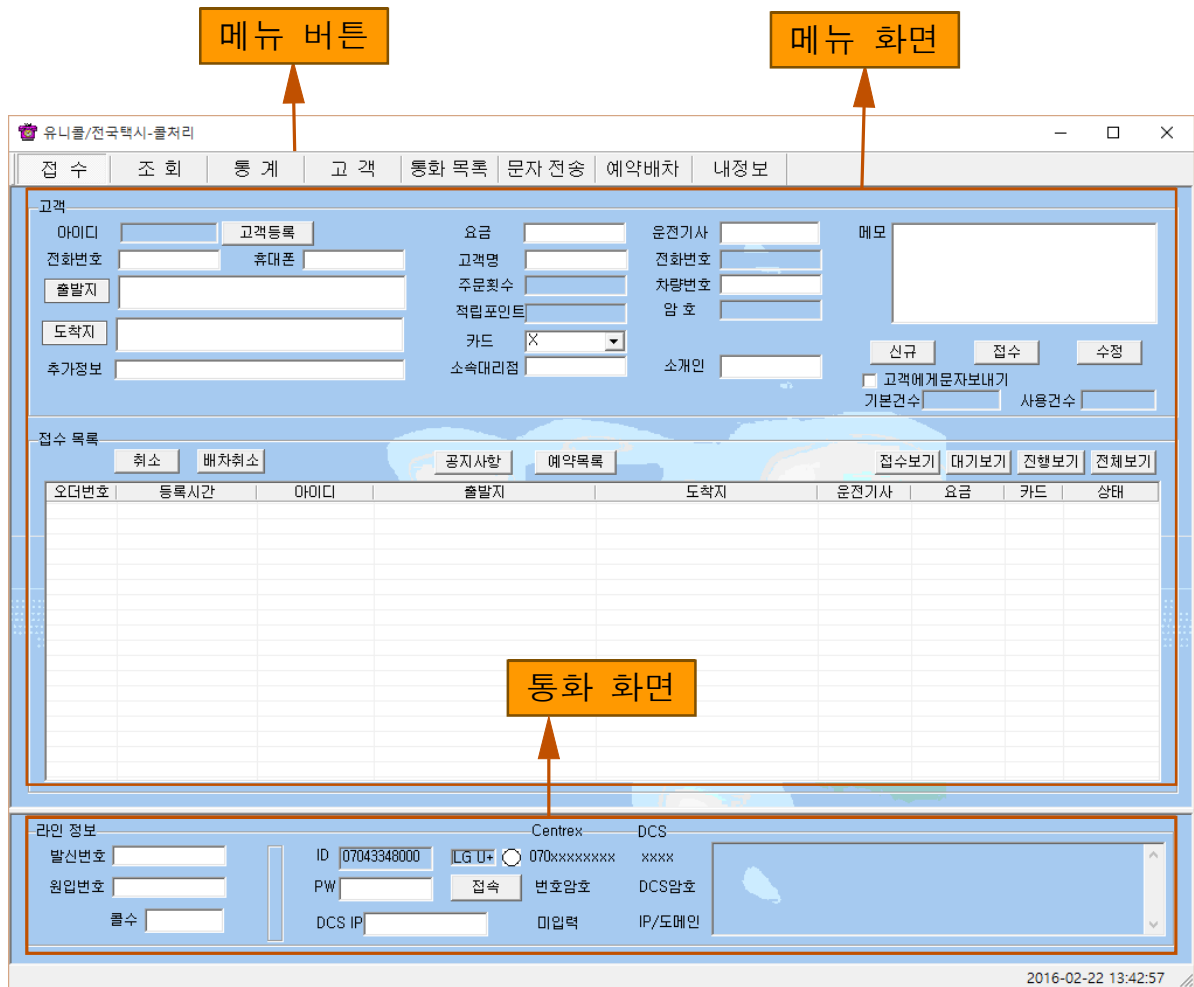 메뉴 버튼
메뉴 화면
유니콜/전국택시-콜처리
접 수 조 회 통 계 고 객 통화 목록 문자 전송 예약배차 내정보
고객
아이디 고객등록 요금 운전기사 메모
전화번호 휴대폰 고객명 전화번호
출발지 주문횟수 차량번호
적립포인트 암 호
도착지 카드 X
신규 접수 수정
추가정보 소속대리점 소개인
고객에게문자보내기
기본건수 사용건수
접수 목록
취소 배차취소 공지사항 예약목록 접수보기 대기보기 진행보기 전체보기
오더번호 등록시간 아이디 출발지 도착지 운전기사 요금 카드 상태
통화 화면
라인 정보 Centrex DCS
발신번호 ID 07043348000 LG U+ 070xxxxxxxx xxxx
원입번호 PW 접속 번호암호 DCS암호
콜수 DCS IP 미입력 IP/도메인
2016-02-22 13:42:57